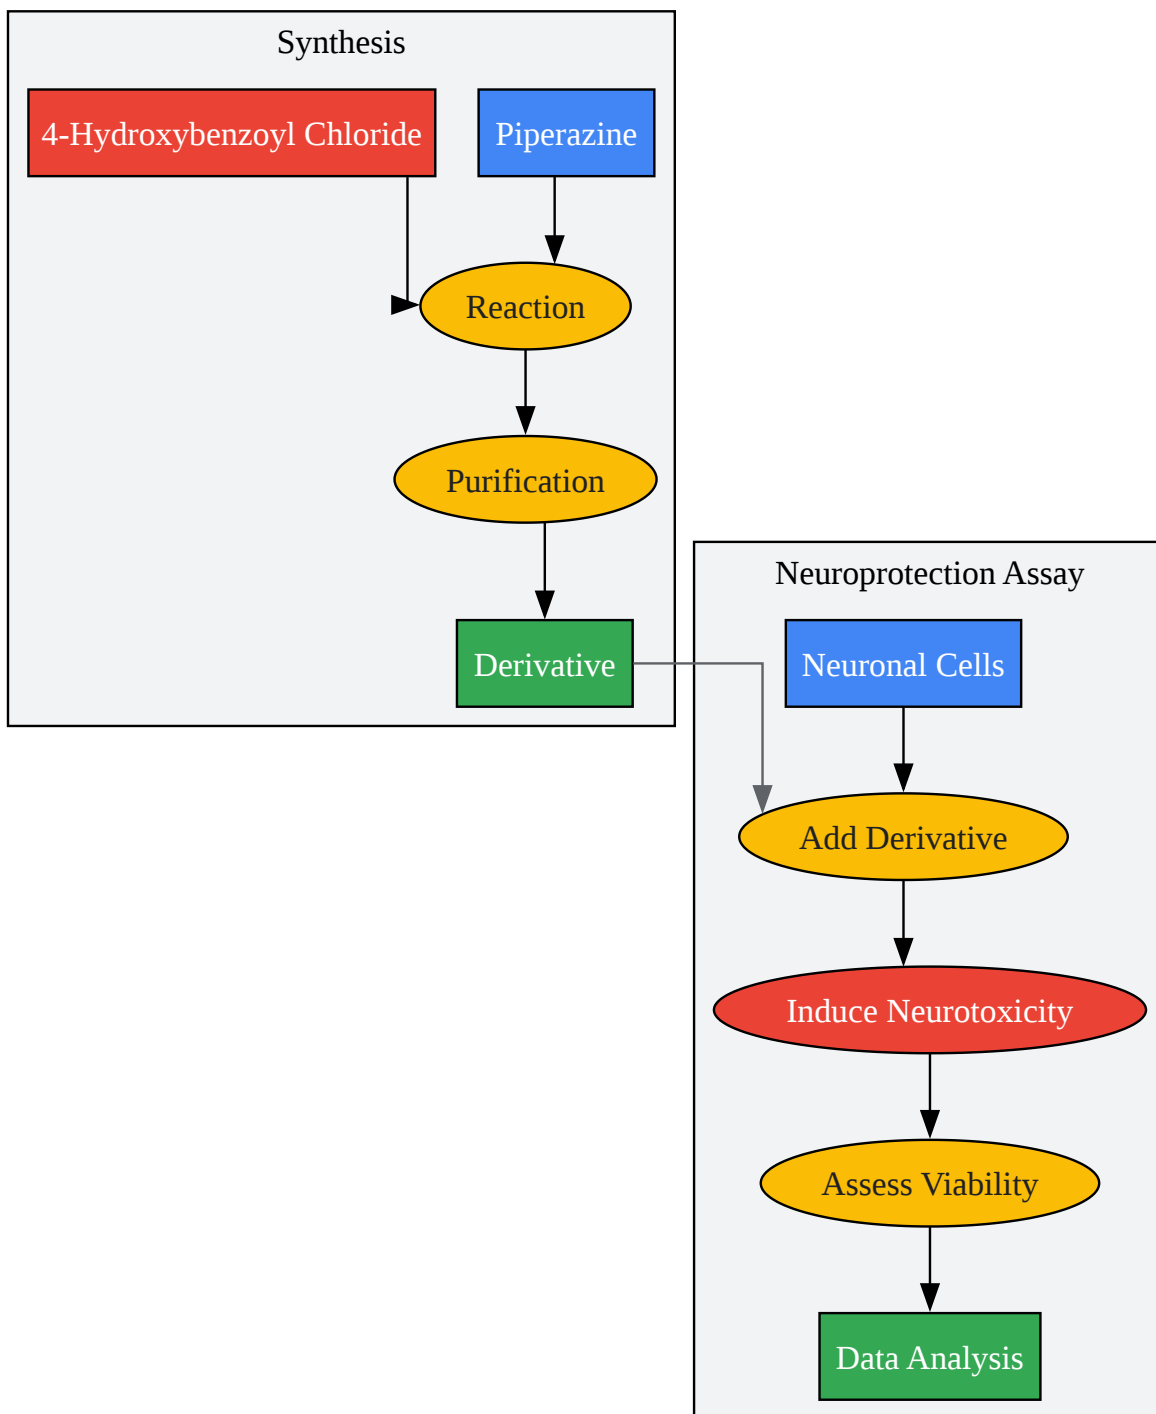 Synthesis
4-Hydroxybenzoyl Chloride
Piperazine
Reaction
Purification
Derivative
Neuroprotection Assay
Neuronal Cells
Add Derivative
Induce Neurotoxicity
Assess Viability
Data Analysis